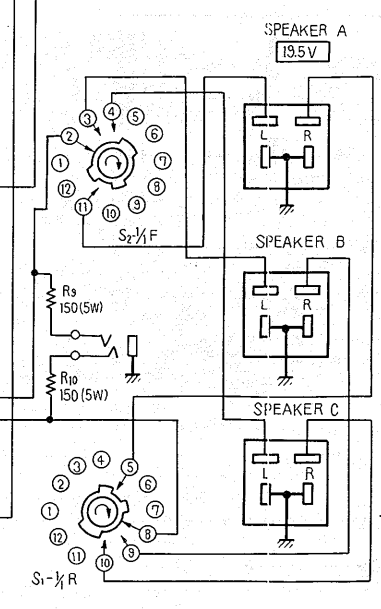 SPEAKER A
19.5V
L R
3 4 5
2 6
1 7
12 8
11 10 9
S2-1/1F
SPEAKER B
L R
R9
150(5W)
R10
150(5W)
SPEAKER C
L R
3 4 5
2 6
1 7
12 8
11 10 9
S1-1/1R